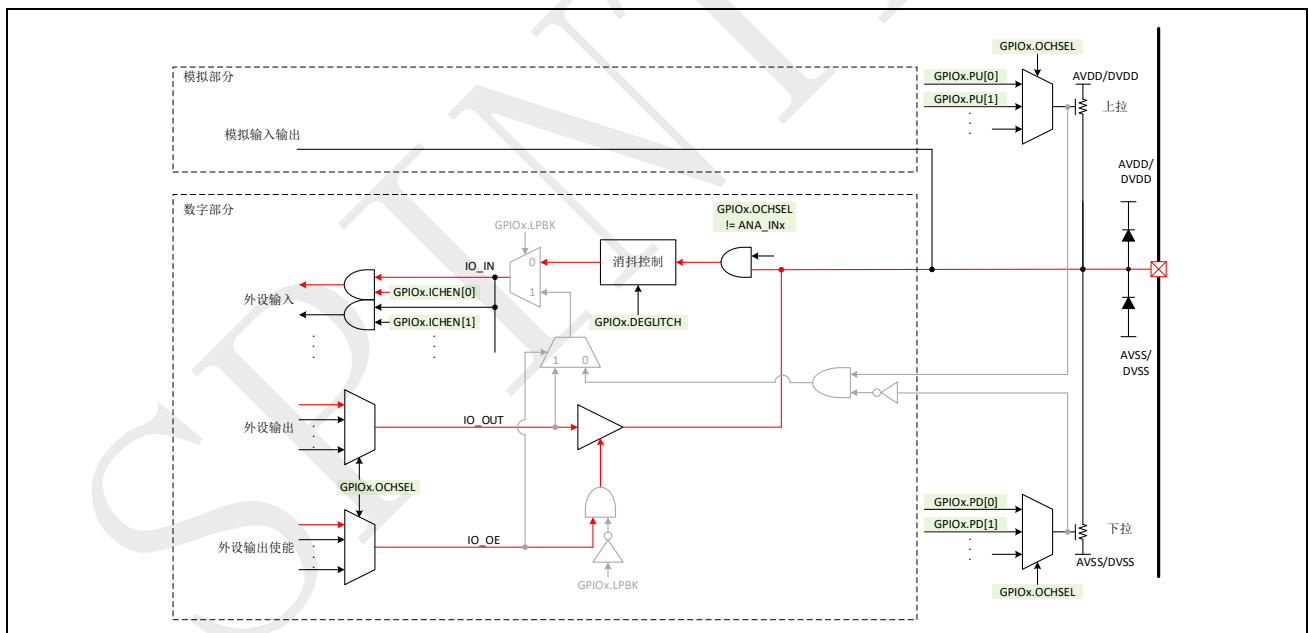 GPIOx.OCHSEL
模拟部分
GPIOx.PU[0]
AVDD/DVDD
GPIOx.PU[1]
上拉
模拟输入输出
AVDD/
DVDD
数字部分
GPIOx.OCHSEL
!= ANA_INx
GPIOx.LPBK
IO_IN
0
消抖控制
1
GPIOx.ICHEN[0]
外设输入
GPIOx.ICHEN[1]
GPIOx.DEGLITCH
AVSS/
DVSS
1 0
IO_OUT
外设输出
GPIOx.OCHSEL
GPIOx.PD[0]
GPIOx.PD[1]
下拉
外设输出使能
IO_OE
AVSS/DVSS
GPIOx.LPBK
GPIOx.OCHSEL
SPINT